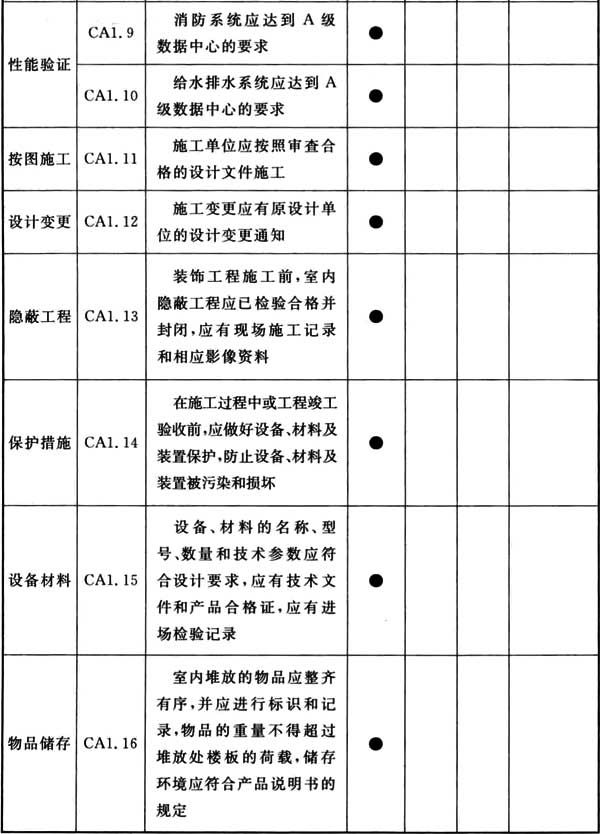 性能验证
CA1.9
消防系统应达到 A 级
数据中心的要求
●
CA1.10
给水排水系统应达到 A
级数据中心的要求
●
按图施工
CA1.11
施工单位应按照审查合
格的设计文件施工
●
设计变更
CA1.12
施工变更应有原设计单
位的设计变更通知
●
隐蔽工程
CA1.13
装饰工程施工前,室内
隐蔽工程应已检验合格并
封闭,应有现场施工记录
和相应影像资料
●
保护措施
CA1.14
在施工过程中或工程竣工
验收前,应做好设备、材料及
装置保护,防止设备、材料及
装置被污染和损坏
●
设备材料
CA1.15
设备、材料的名称、型
号、数量和技术参数应符
合设计要求,应有技术文
件和产品合格证,应有进
场检验记录
●
物品储存
CA1.16
室内堆放的物品应整齐
有序,并应进行标识和记
录,物品的重量不得超过
堆放处楼板的荷载,储存
环境应符合产品说明书的
规定
●